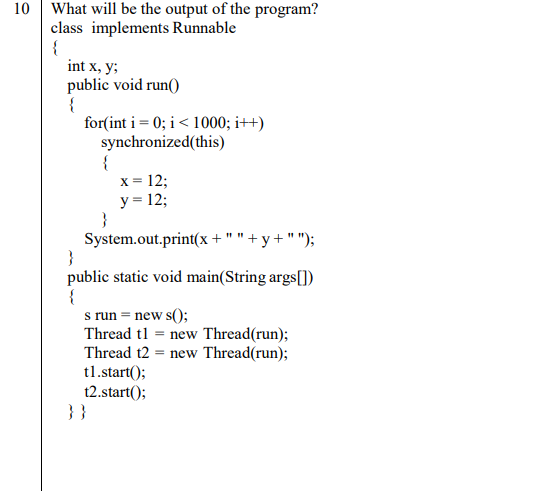 10 What will be the output of the program?
class implements Runnable
{
int x, y;
public void run()
{
for(int i = 0; i < 1000; i++)
synchronized(this)
{
x = 12;
y = 12;
}
System.out.print(x + " " + y + " ");
}
public static void main(String args[])
{
s run = new s();
Thread t1 = new Thread(run);
Thread t2 = new Thread(run);
t1.start();
t2.start();
} }